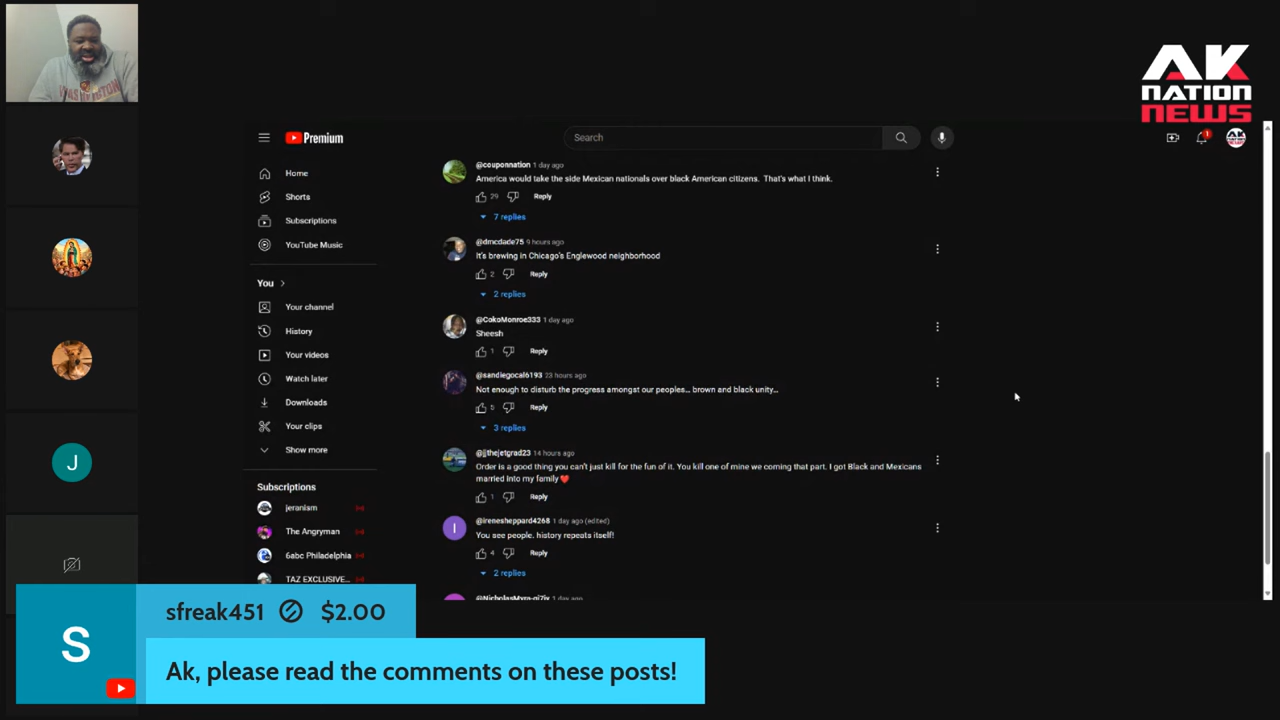 AK
NATION
NEWS
Premium
Search
1
Home
Shorts
Subscriptions
YouTube Music
You
Your channel
History
Your videos
Watch later
Downloads
Your clips
Show more
Subscriptions
jeranism
The Angryman
6abc Philadelphia
TAZ EXCLUSIVE...
@couponnation 1 day ago
America would take the side Mexican nationals over black American citizens. That's what I think.
29 Reply
7 replies
@dmcdade75 9 hours ago
It's brewing in Chicago's Englewood neighborhood
2 Reply
2 replies
@CokoMonroe333 1 day ago
Sheesh
1 Reply
@sandiegocal6193 23 hours ago
Not enough to disturb the progress amongst our peoples... brown and black unity...
5 Reply
3 replies
@jjthejetgrad23 14 hours ago
Order is a good thing you can't just kill for the fun of it. You kill one of mine we coming that part. I got Black and Mexicans
married into my family❤️
1 Reply
@irenesheppard4268 1 day ago (edited)
You see people. history repeats itself!
4 Reply
2 replies
1 day ago
J
S
sfreak451 $2.00
Ak, please read the comments on these posts!